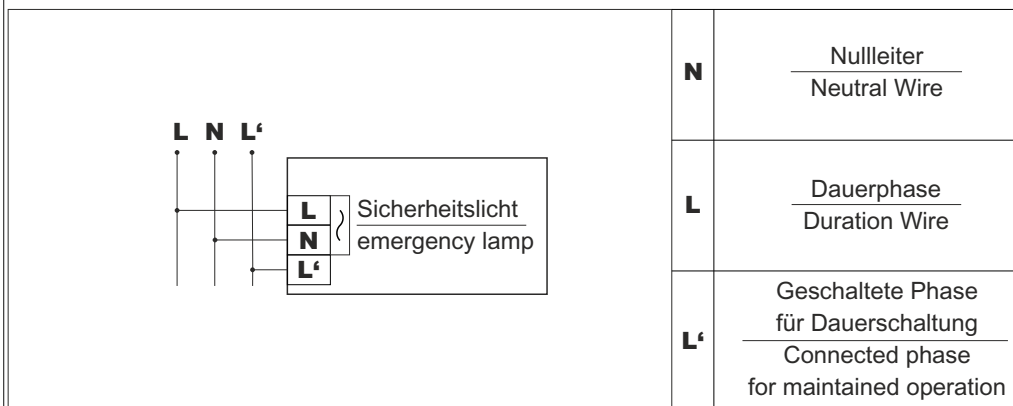 L N L‘
L
N
L‘
Sicherheitslicht
emergency lamp
N
Nullleiter
Neutral Wire
L
Dauerphase
Duration Wire
L‘
Geschaltete Phase
für Dauerschaltung
Connected phase
for maintained operation